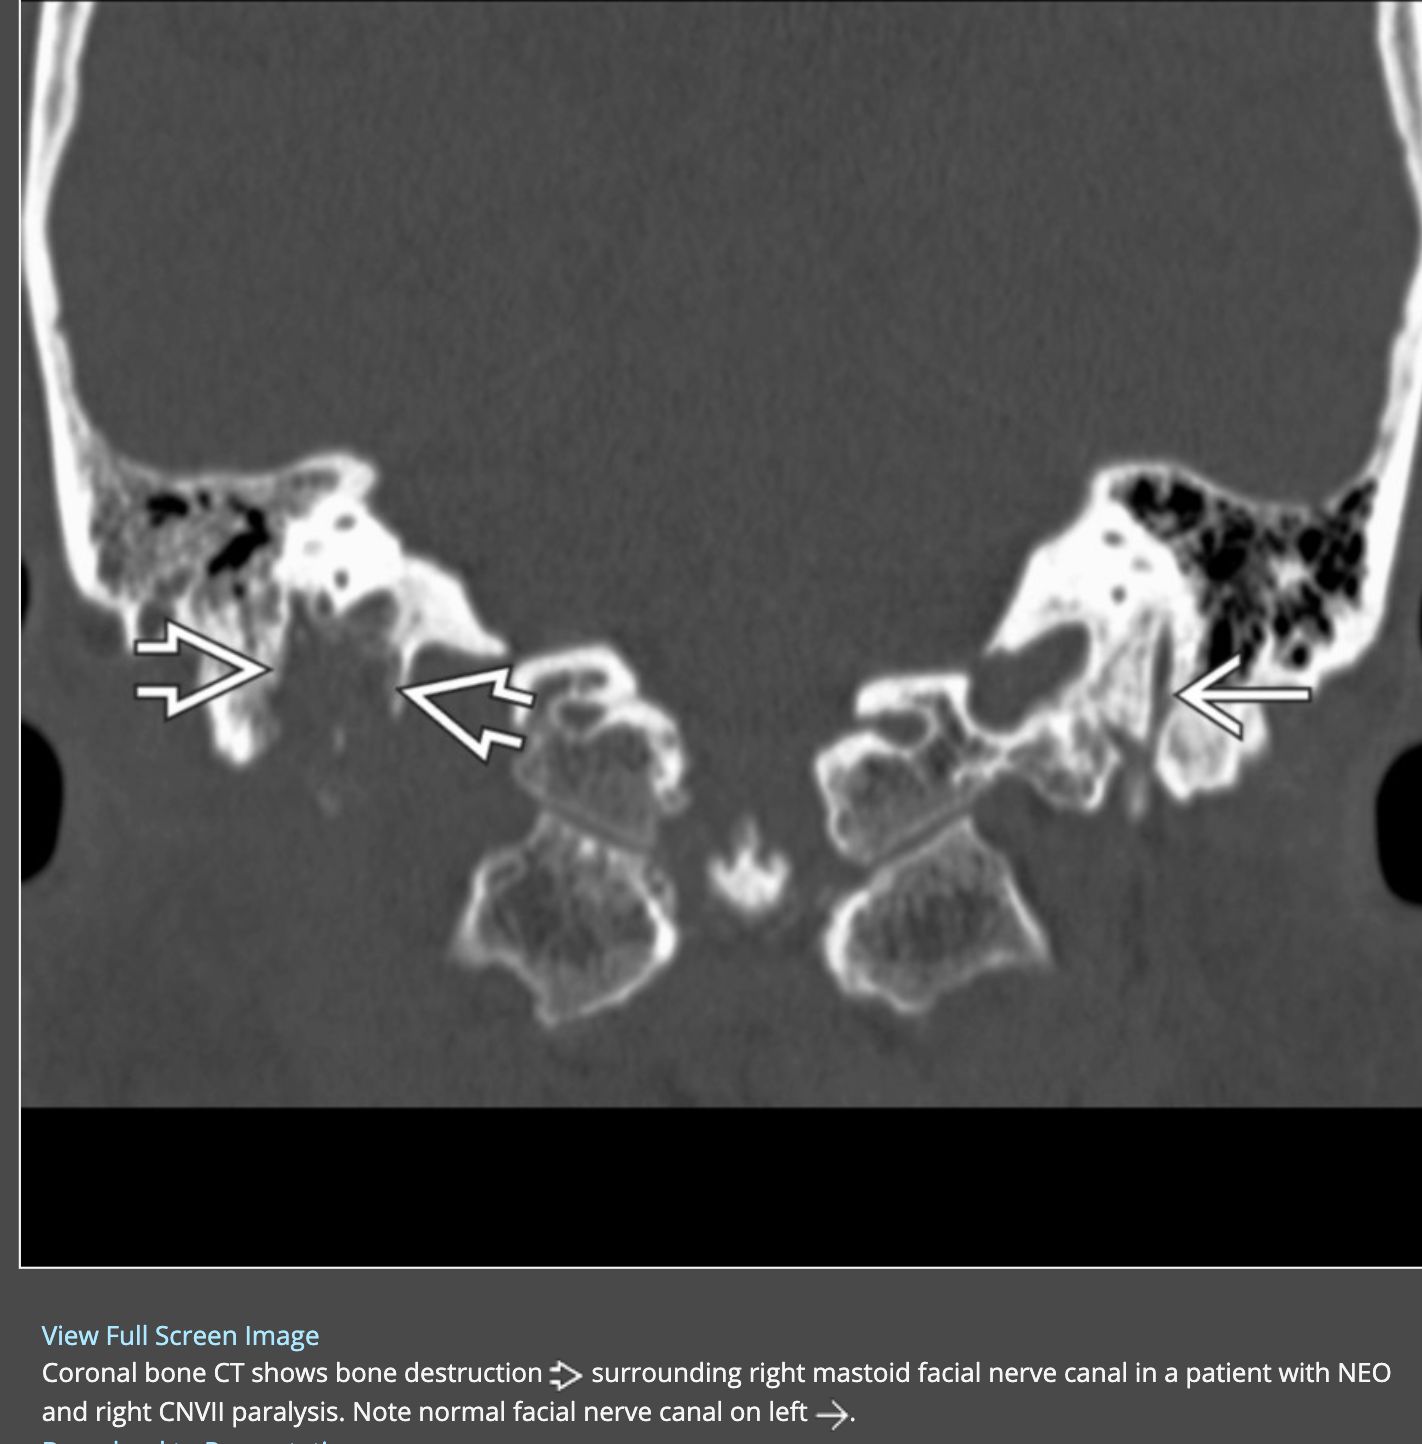 View Full Screen Image
Coronal bone CT shows bone destruction surrounding right mastoid facial nerve canal in a patient with NEO
and right CNVII paralysis. Note normal facial nerve canal on left .